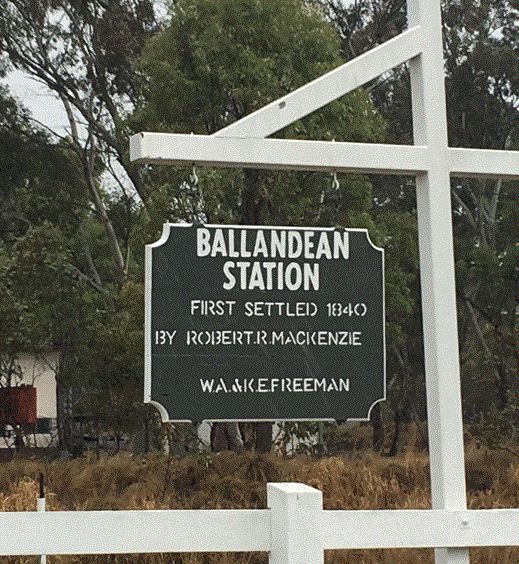 BALLANDEAN
STATION
FIRST SETTLED 1840
BY ROBERT.R.MACKENZIE
W.A.&K.E.FREEMAN